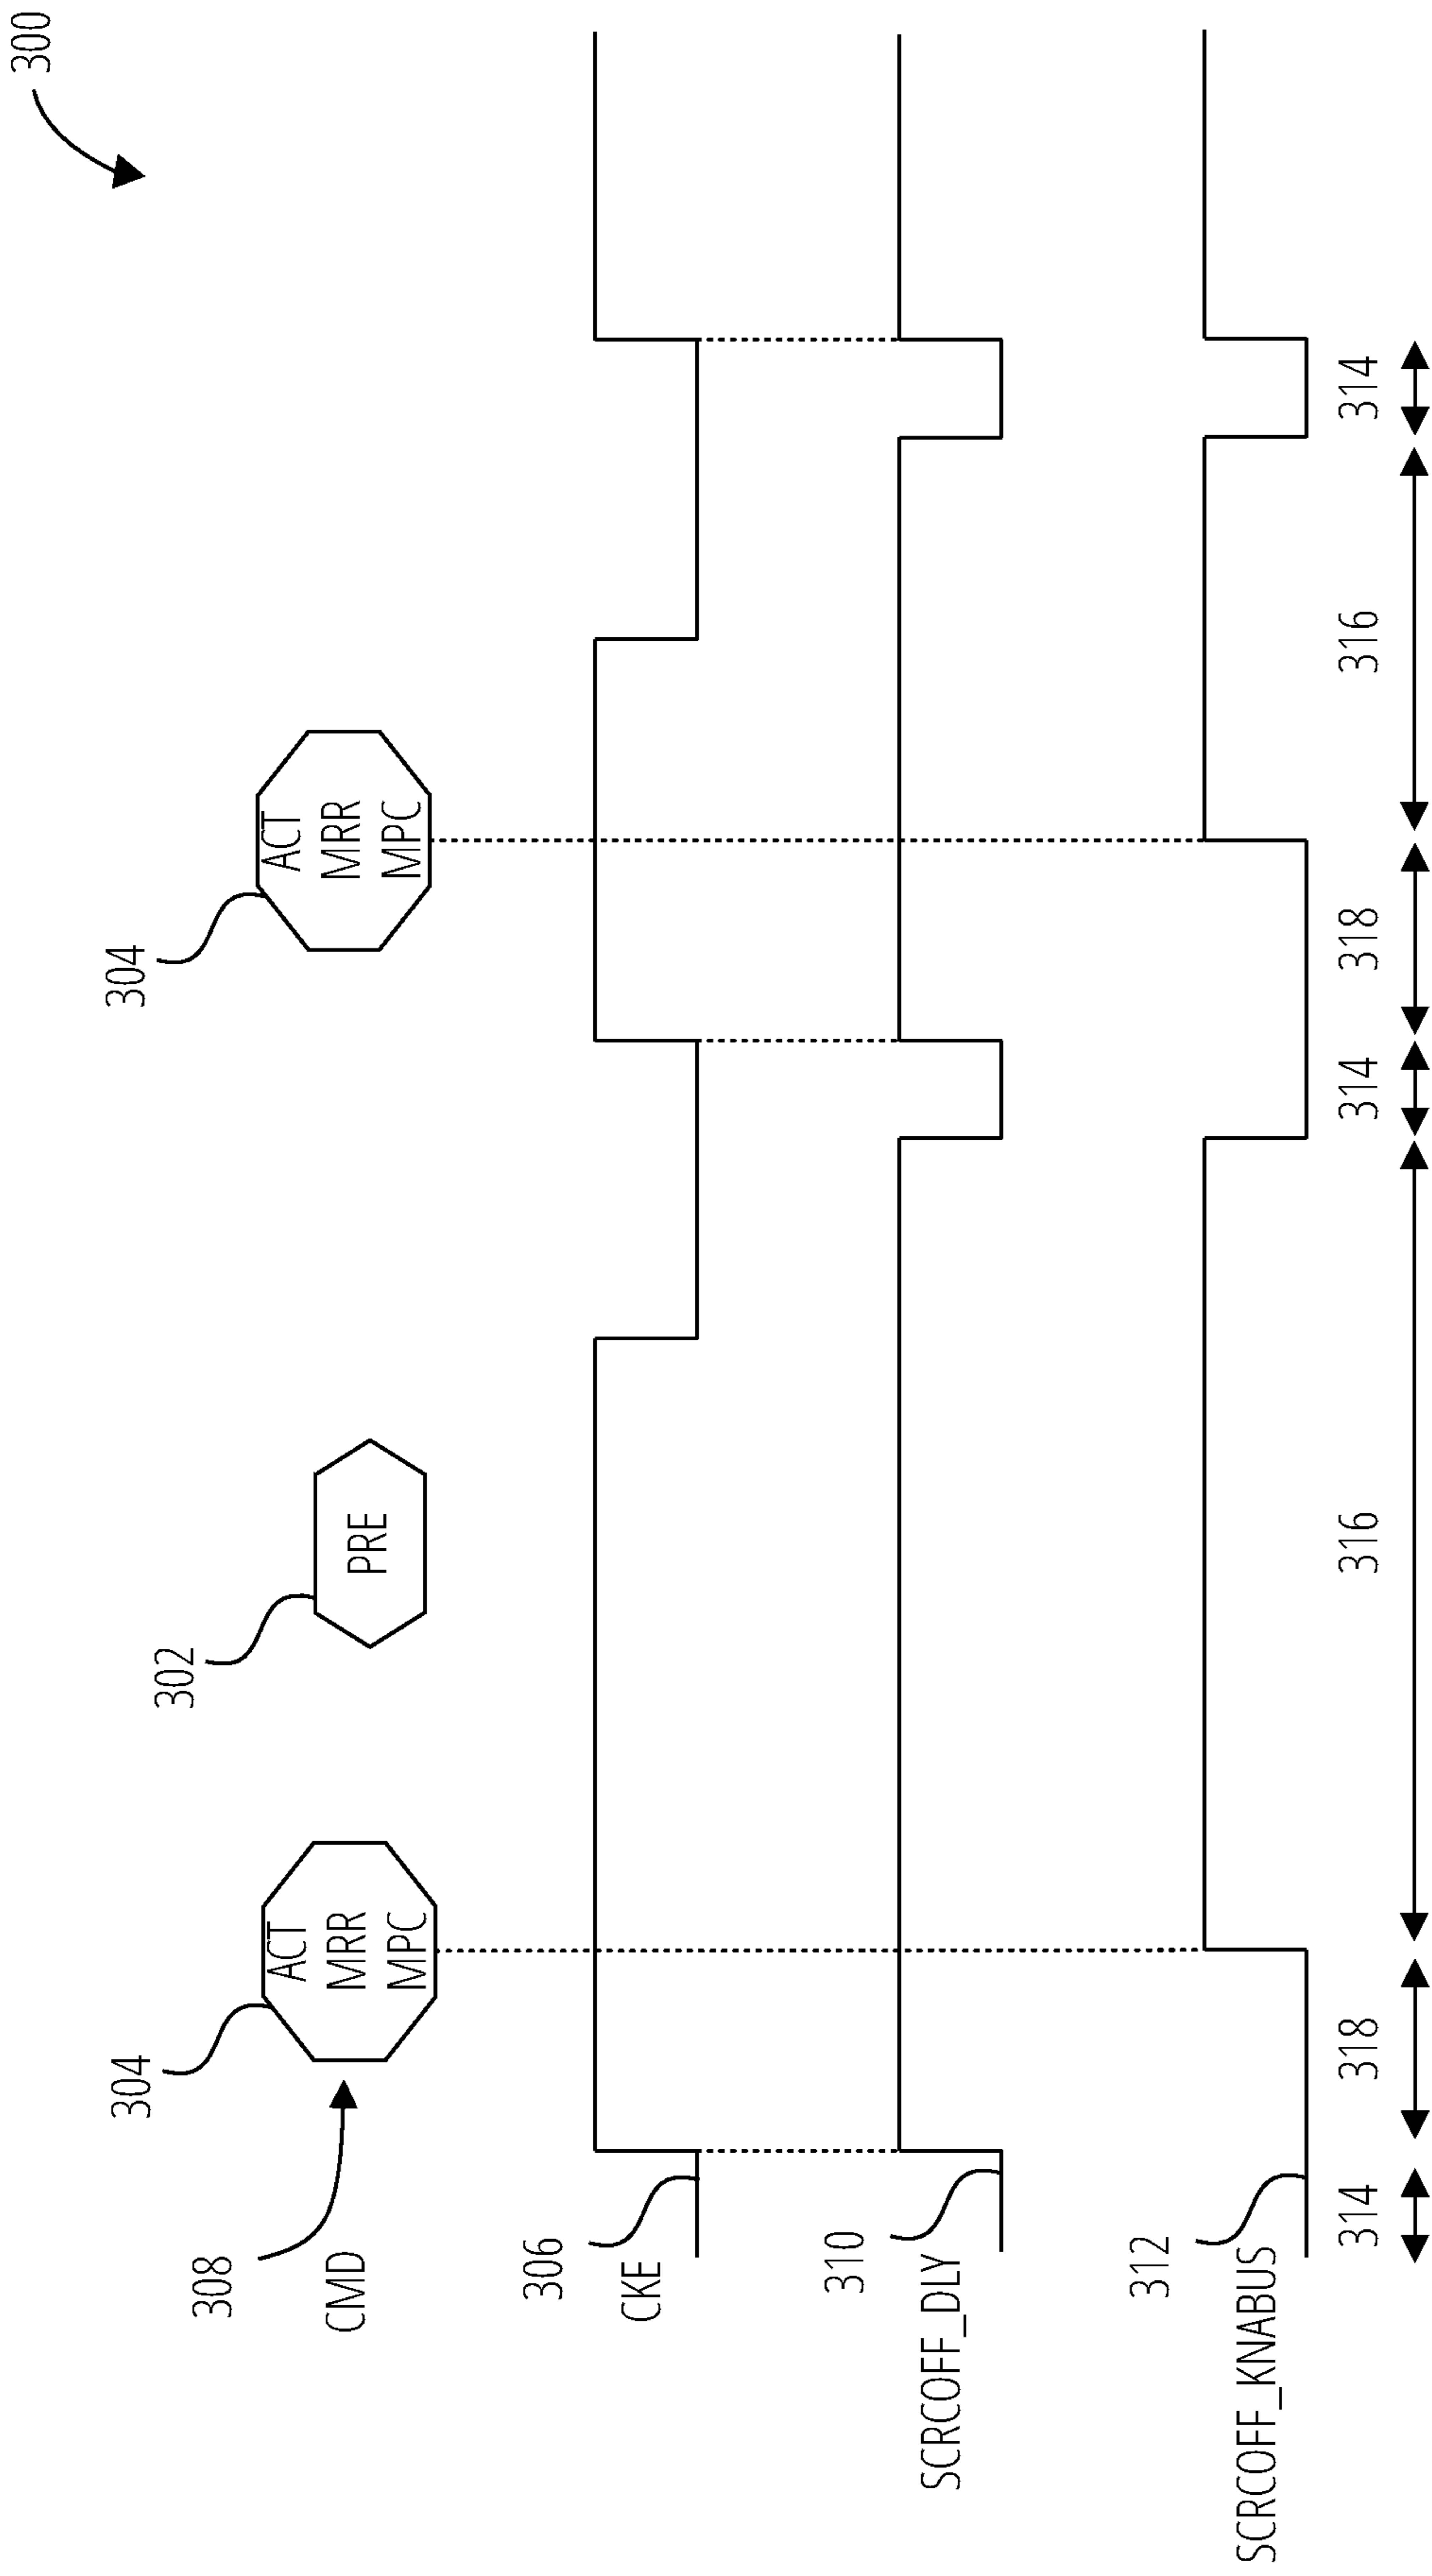 300
304
304
302
ACT
MRR
MPC
PRE
ACT
MRR
MPC
308
CMD
306
CKE
310
SCRCOFF_DLY
312
SCRCOFF_KNABUS
314
318
316
314
318
316
314